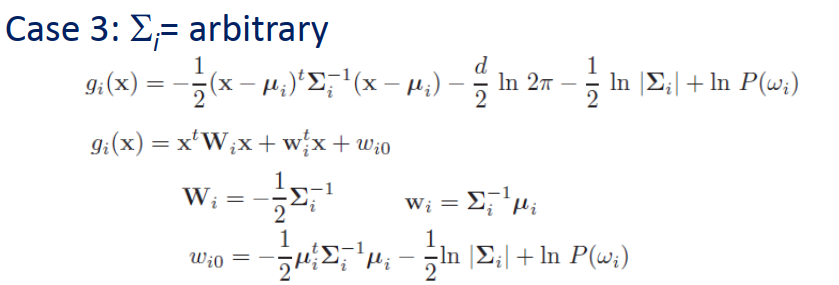 Case 3: Σᵢ= arbitrary
gᵢ(x) = −½(x − μᵢ)ᵗΣᵢ⁻¹(x − μᵢ) − d/2 ln 2π − ½ ln |Σᵢ| + ln P(ωᵢ)
gᵢ(x) = xᵗWᵢx + wᵢᵗx + wᵢ₀
Wᵢ = −½Σᵢ⁻¹ wᵢ = Σᵢ⁻¹μᵢ
wᵢ₀ = −½μᵢᵗΣᵢ⁻¹μᵢ − ½ln |Σᵢ| + ln P(ωᵢ)